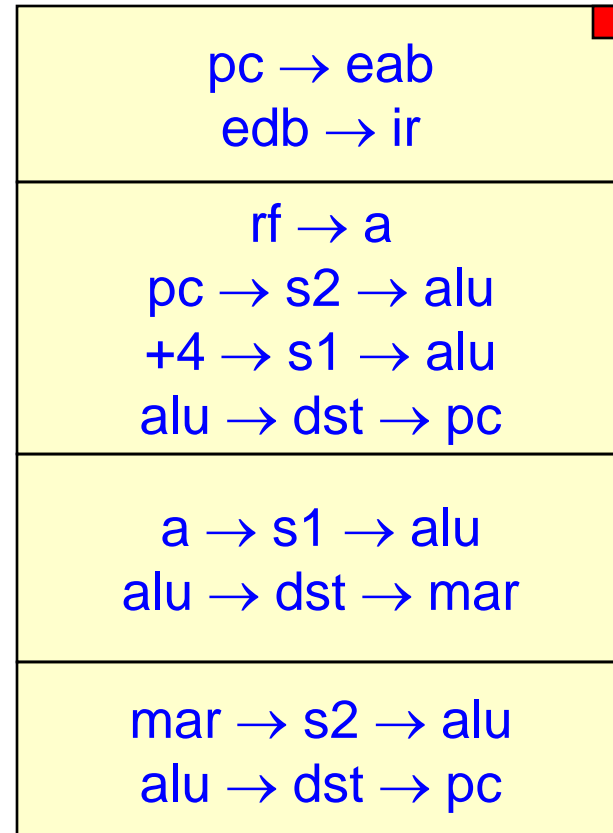 pc → eab
edb → ir
rf → a
pc → s2 → alu
+4 → s1 → alu
alu → dst → pc
a → s1 → alu
alu → dst → mar
mar → s2 → alu
alu → dst → pc